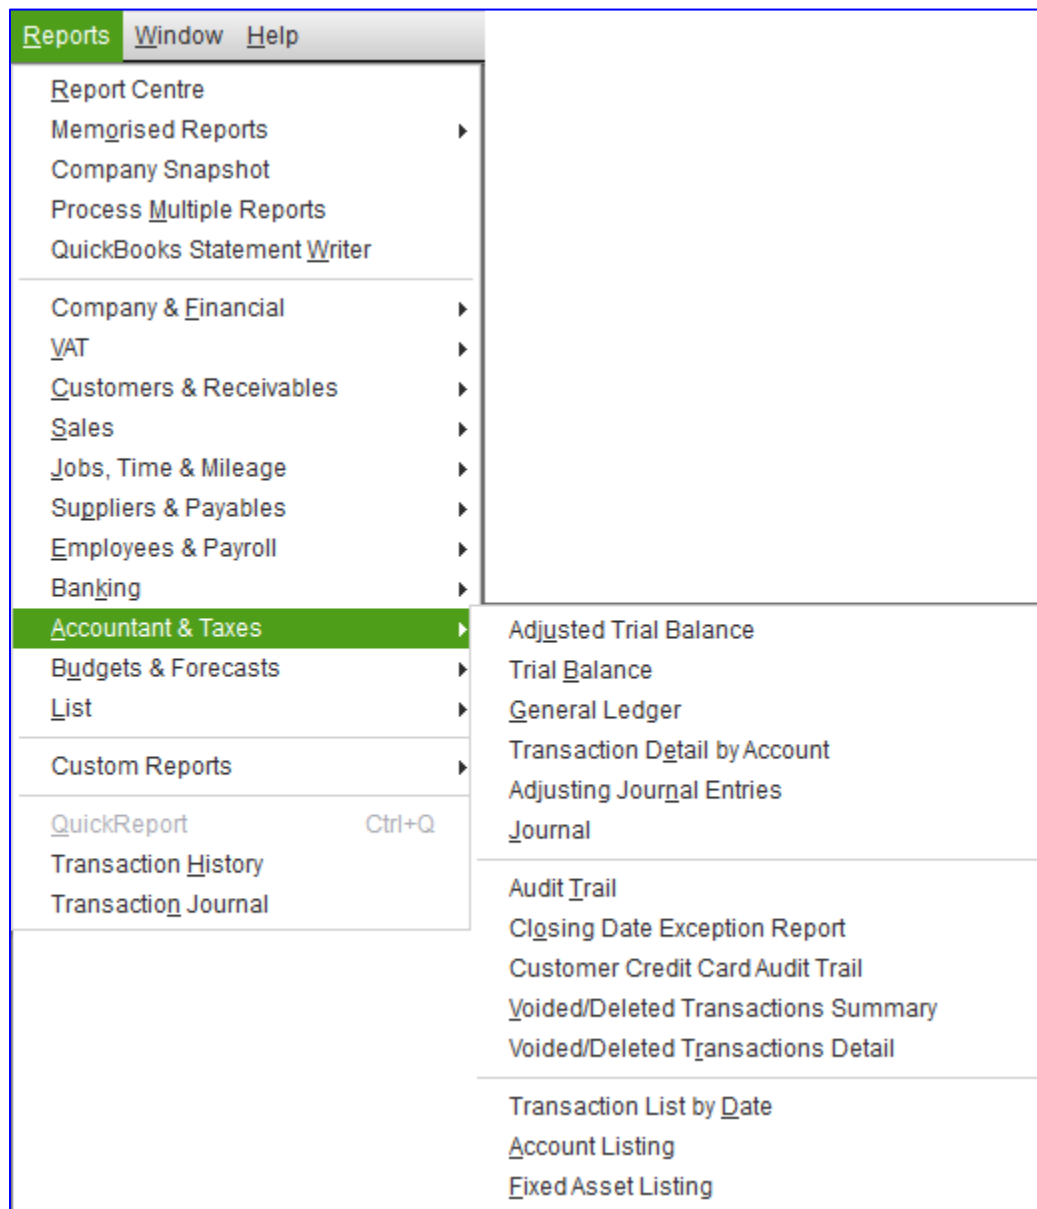 Reports Window Help
Report Centre
Memorised Reports
Company Snapshot
Process Multiple Reports
QuickBooks Statement Writer
Company & Financial
VAT
Customers & Receivables
Sales
Jobs, Time & Mileage
Suppliers & Payables
Employees & Payroll
Banking
Accountant & Taxes
Budgets & Forecasts
List
Custom Reports
QuickReport Ctrl+Q
Transaction History
Transaction Journal
Adjusted Trial Balance
Trial Balance
General Ledger
Transaction Detail by Account
Adjusting Journal Entries
Journal
Audit Trail
Closing Date Exception Report
Customer Credit Card Audit Trail
Voided/Deleted Transactions Summary
Voided/Deleted Transactions Detail
Transaction List by Date
Account Listing
Fixed Asset Listing